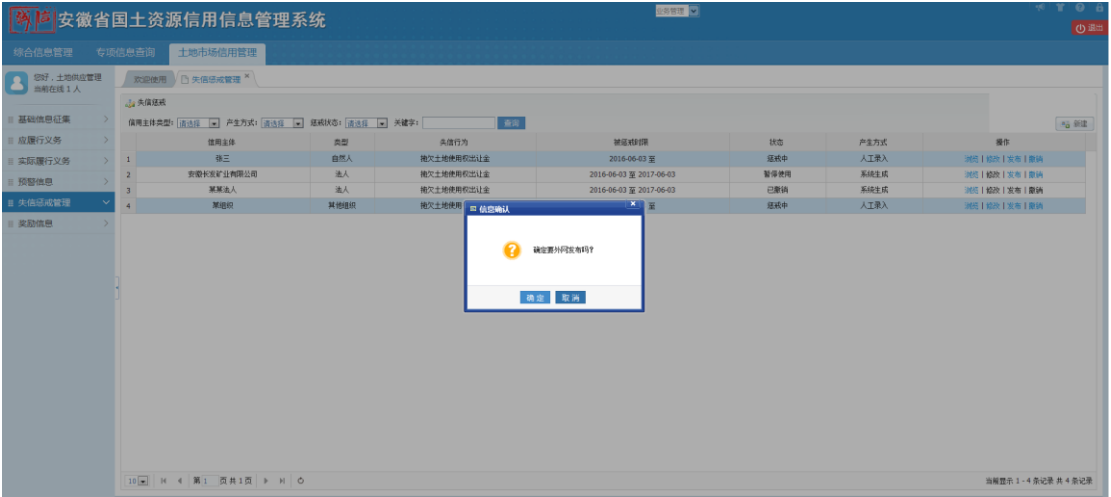 安徽省国土资源信用信息管理系统
业务管理
退出
综合信息管理 专项信息查询 土地市场信用管理
您好，土地供应管理
当前在线 1 人
欢迎使用 失信惩戒管理 ×
失信惩戒
信用主体类型: 请选择 产生方式: 请选择 惩戒状态: 请选择 关键字: 查询
新建
基础信息征集
应履行义务
实际履行义务
预警信息
失信惩戒管理
奖励信息
信用主体 类型 失信行为 被惩戒时限 状态 产生方式 操作
1 张三 自然人 拖欠土地使用权出让金 2016-06-03 至 惩戒中 人工录入 浏览 | 修改 | 发布 | 撤销
2 安徽长发矿业有限公司 法人 拖欠土地使用权出让金 2016-06-03 至 2017-06-03 暂停使用 系统生成 浏览 | 修改 | 发布 | 撤销
3 某某法人 法人 拖欠土地使用权出让金 2016-06-03 至 2017-06-03 已撤销 系统生成 浏览 | 修改 | 发布 | 撤销
4 某组织 其他组织 拖欠土地使用 至 惩戒中 人工录入 浏览 | 修改 | 发布 | 撤销
信息确认
确定要外网发布吗?
确 定 取 消
10 第 1 页 共 1 页
当前显示 1 - 4 条记录 共 4 条记录